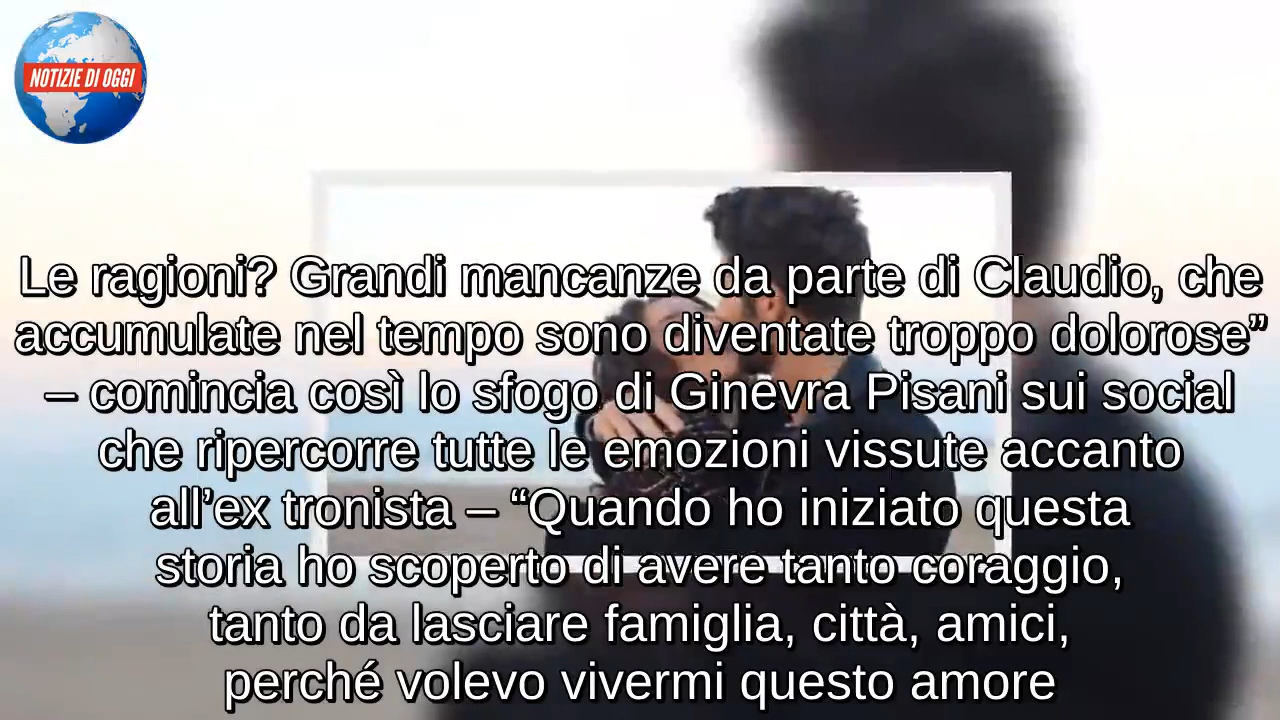 NOTIZIE DI OGGI
Le ragioni? Grandi mancanze da parte di Claudio, che
accumulate nel tempo sono diventate troppo dolorose”
– comincia così lo sfogo di Ginevra Pisani sui social
che ripercorre tutte le emozioni vissute accanto
all’ex tronista – “Quando ho iniziato questa
storia ho scoperto di avere tanto coraggio,
tanto da lasciare famiglia, città, amici,
perché volevo vivermi questo amore